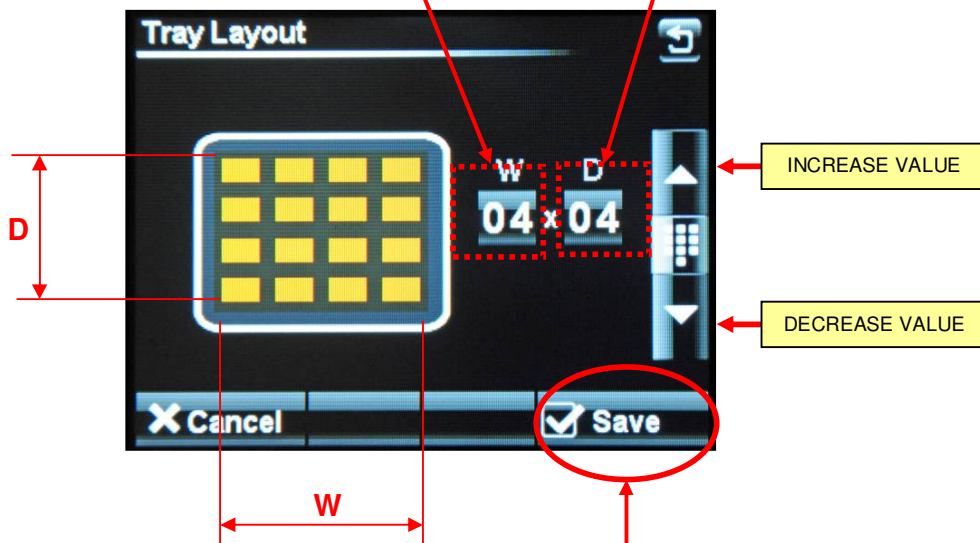 Tray Layout
W D
04 x 04
INCREASE VALUE
D
DECREASE VALUE
Cancel
Save
W